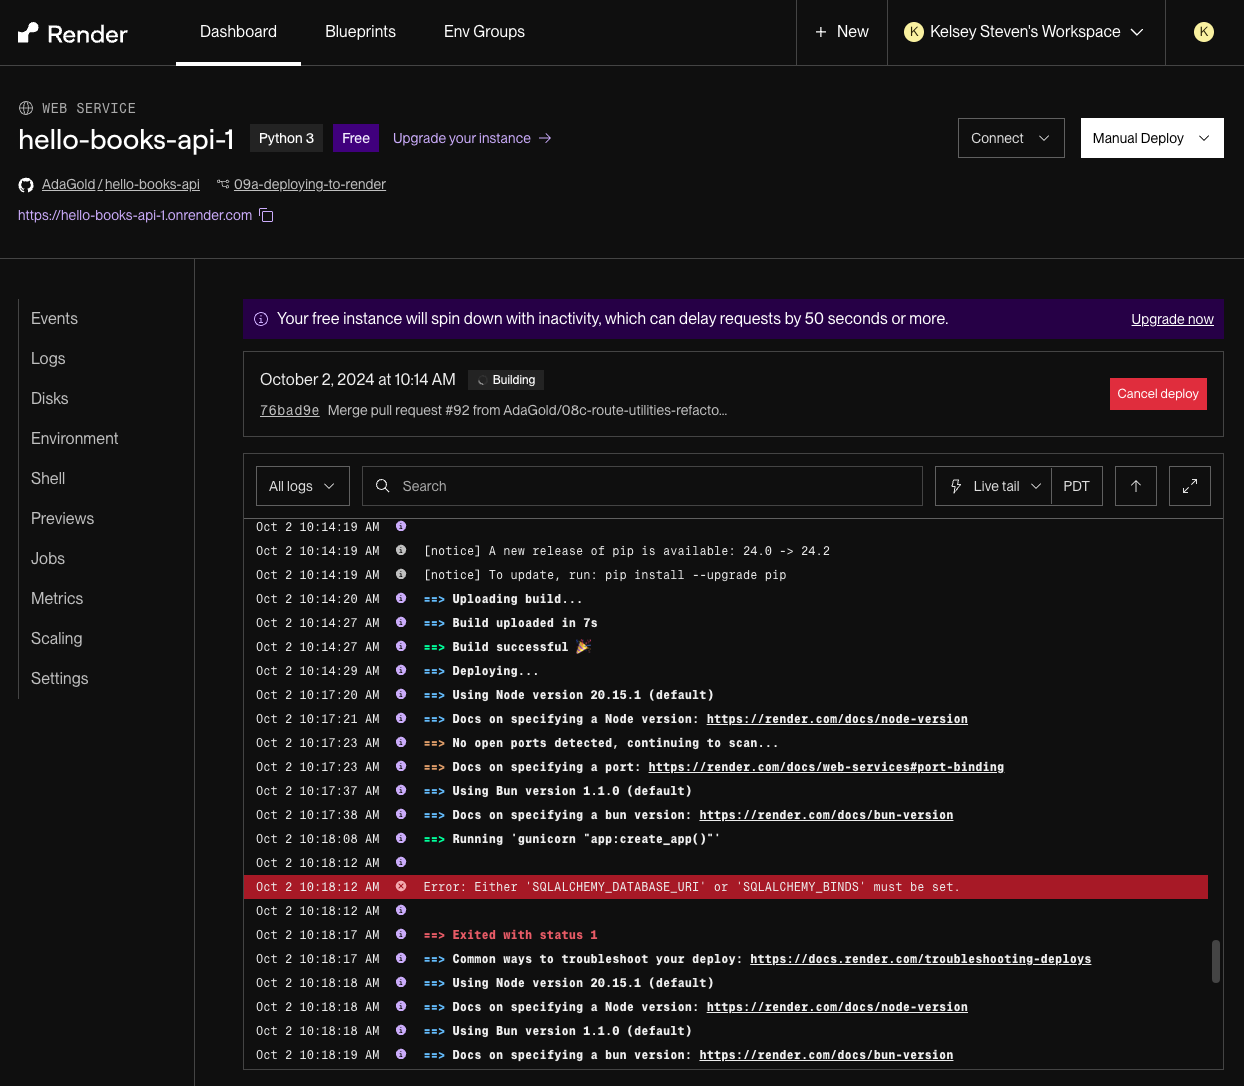 Render
Dashboard
Blueprints
Env Groups
+ New
K Kelsey Steven's Workspace
K
WEB SERVICE
hello-books-api-1
Python 3
Free
Upgrade your instance →
Connect
Manual Deploy
AdaGold / hello-books-api
09a-deploying-to-render
https://hello-books-api-1.onrender.com
Events
Logs
Disks
Environment
Shell
Previews
Jobs
Metrics
Scaling
Settings
Your free instance will spin down with inactivity, which can delay requests by 50 seconds or more.
Upgrade now
October 2, 2024 at 10:14 AM
Building
76bad9e Merge pull request #92 from AdaGold/08c-route-utilities-refacto...
Cancel deploy
All logs
Search
Live tail
PDT
Oct 2 10:14:19 AM
Oct 2 10:14:19 AM [notice] A new release of pip is available: 24.0 -> 24.2
Oct 2 10:14:19 AM [notice] To update, run: pip install --upgrade pip
Oct 2 10:14:20 AM ==> Uploading build...
Oct 2 10:14:27 AM ==> Build uploaded in 7s
Oct 2 10:14:27 AM ==> Build successful 🎉
Oct 2 10:14:29 AM ==> Deploying...
Oct 2 10:17:20 AM ==> Using Node version 20.15.1 (default)
Oct 2 10:17:21 AM ==> Docs on specifying a Node version: https://render.com/docs/node-version
Oct 2 10:17:23 AM ==> No open ports detected, continuing to scan...
Oct 2 10:17:23 AM ==> Docs on specifying a port: https://render.com/docs/web-services#port-binding
Oct 2 10:17:37 AM ==> Using Bun version 1.1.0 (default)
Oct 2 10:17:38 AM ==> Docs on specifying a bun version: https://render.com/docs/bun-version
Oct 2 10:18:08 AM ==> Running 'gunicorn "app:create_app()"'
Oct 2 10:18:12 AM
Oct 2 10:18:12 AM Error: Either 'SQLALCHEMY_DATABASE_URI' or 'SQLALCHEMY_BINDS' must be set.
Oct 2 10:18:12 AM
Oct 2 10:18:17 AM ==> Exited with status 1
Oct 2 10:18:17 AM ==> Common ways to troubleshoot your deploy: https://docs.render.com/troubleshooting-deploys
Oct 2 10:18:18 AM ==> Using Node version 20.15.1 (default)
Oct 2 10:18:18 AM ==> Docs on specifying a Node version: https://render.com/docs/node-version
Oct 2 10:18:18 AM ==> Using Bun version 1.1.0 (default)
Oct 2 10:18:19 AM ==> Docs on specifying a bun version: https://render.com/docs/bun-version